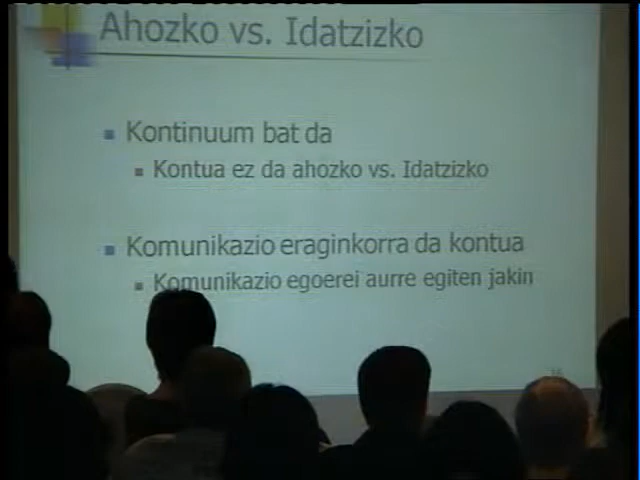 Ahozko vs. Idatzizko
Kontinuum bat da
Kontua ez da ahozko vs. Idatzizko
Komunikazio eraginkorra da kontua
Komunikazio egoerei aurre egiten jakin